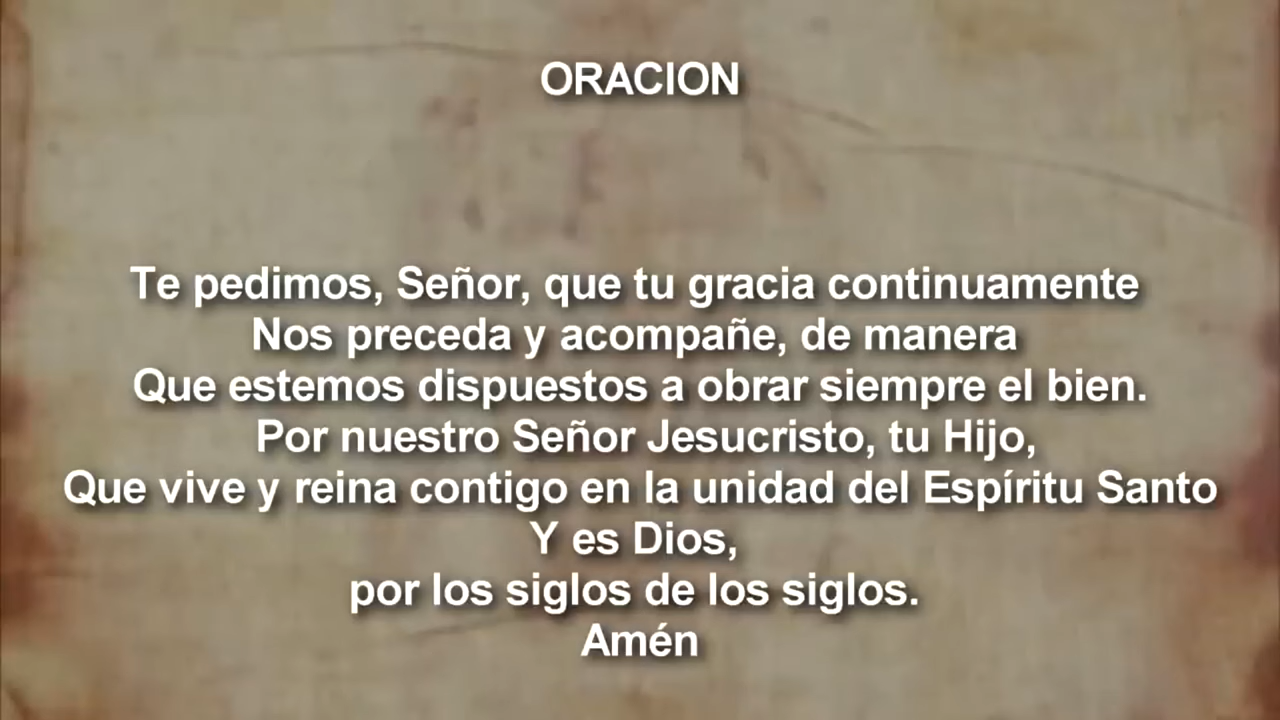 ORACION
Te pedimos, Señor, que tu gracia continuamente
Nos preceda y acompañe, de manera
Que estemos dispuestos a obrar siempre el bien.
Por nuestro Señor Jesucristo, tu Hijo,
Que vive y reina contigo en la unidad del Espíritu Santo
Y es Dios,
por los siglos de los siglos.
Amén